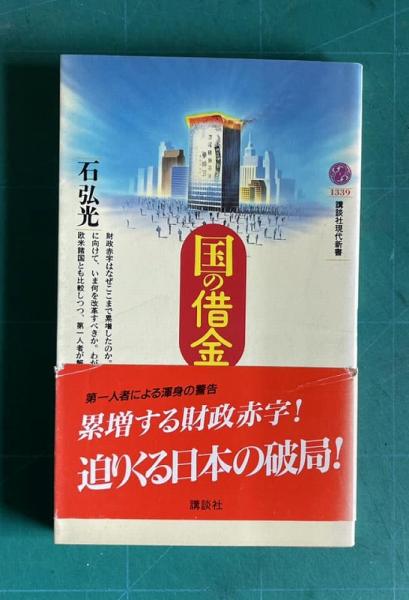 1339
講談社現代新書
石 弘光
国の借金
財政赤字はなぜここまで累増したのか。
に向けて、いま何を改革すべきか。わが
欧米諸国とも比較しつつ、第一人者が解
第一人者による渾身の警告
累増する財政赤字!
迫りくる日本の破局!
講談社